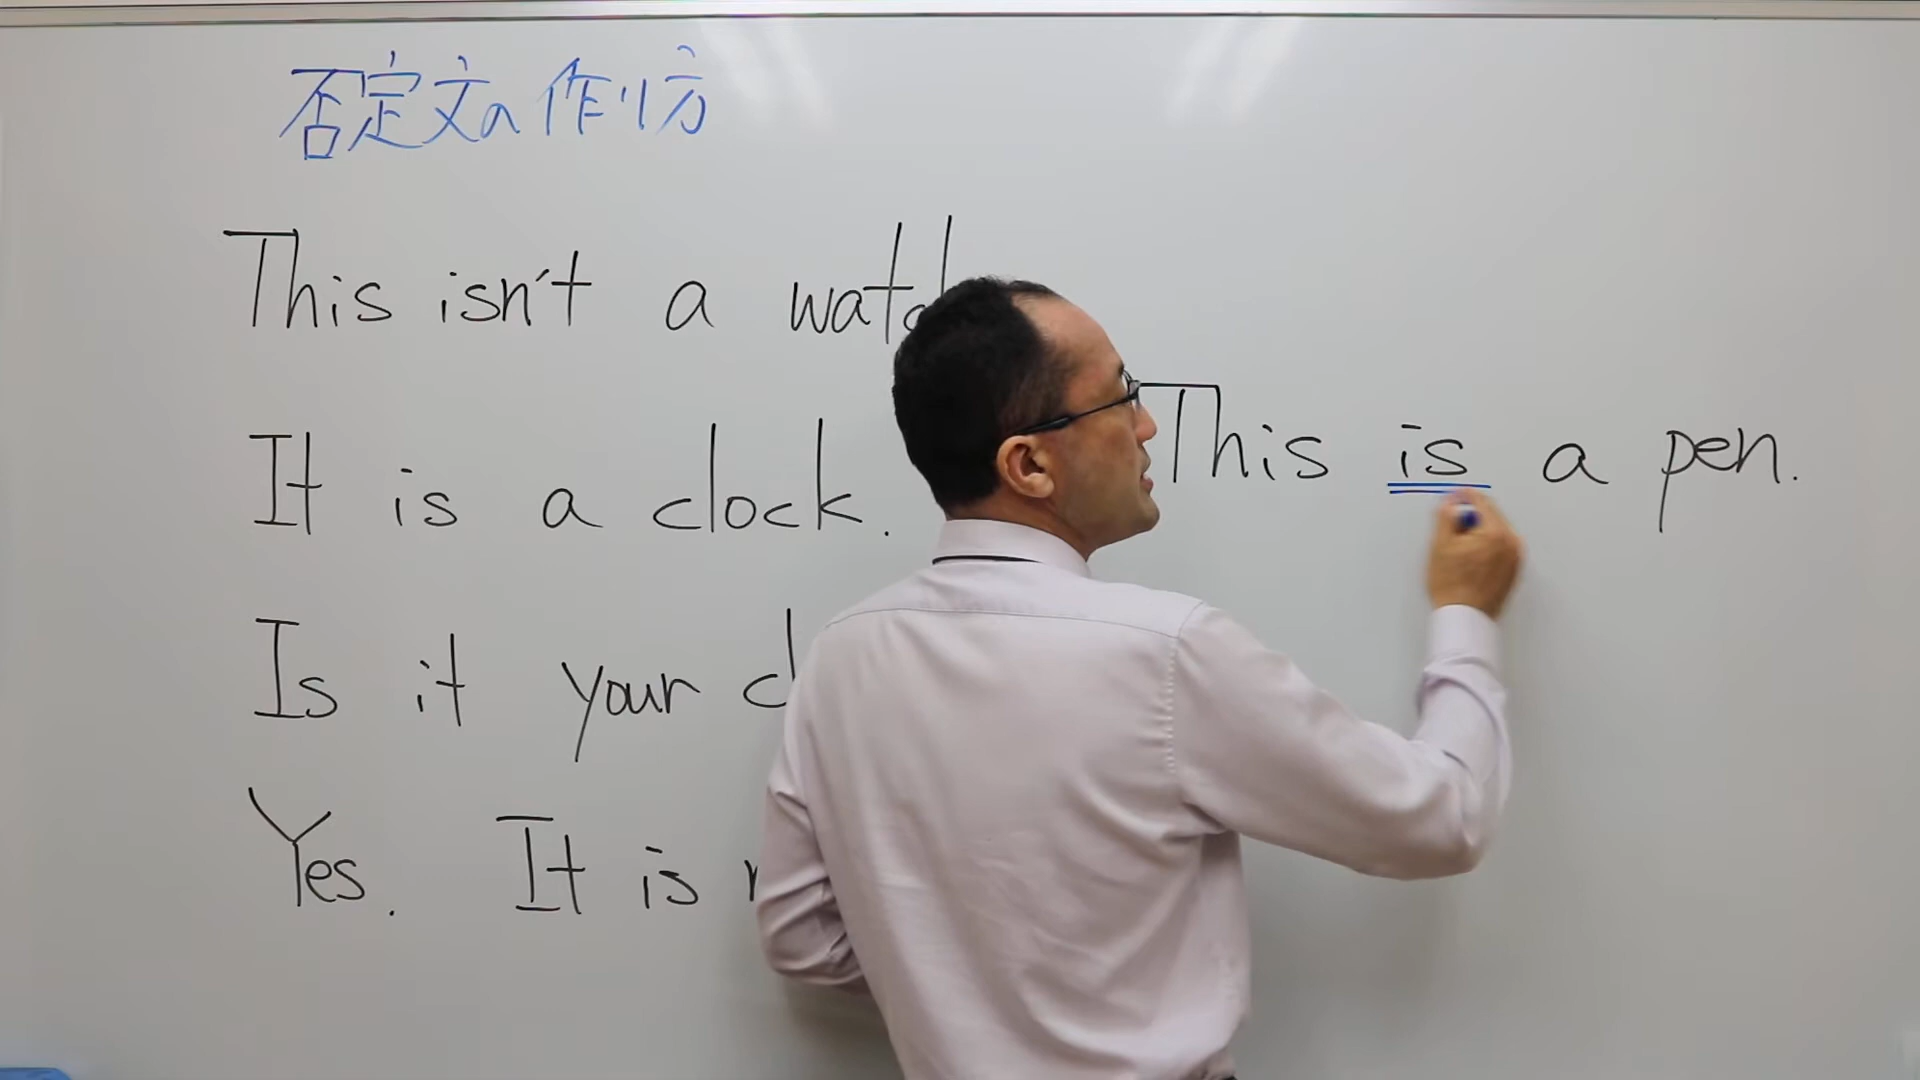 否定文の作り方
This isn't a
It is a clock.
Is it your
Yes. It is
This is a pen.